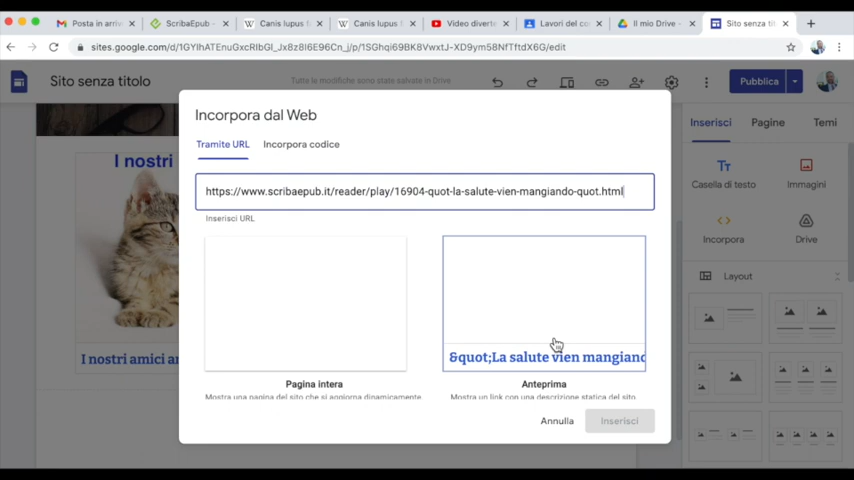 Posta in arriv
ScribaEpub -
Canis lupus f
Canis lupus f
Video diverte
Lavori del co
Il mio Drive -
Sito senza tit
sites.google.com/d/1GYlhATEnuGxcRIbGl_Jx8z8I6E96Cn_j/p/1SGhqi69BK8VwxtJ-XD9ym58NfTftdX6G/edit
Sito senza titolo
Tutte le modifiche sono state salvate in Drive
Pubblica
Incorpora dal Web
Tramite URL
Incorpora codice
https://www.scribaepub.it/reader/play/16904-quot-la-salute-vien-mangiando-quot.html
Inserisci URL
&quot;La salute vien mangiand
Pagina intera
Anteprima
Mostra una pagina del sito che si aggiorna dinamicamente
Mostra un link con una descrizione statica del sito
Annulla
Inserisci
I nostri
I nostri amici an
Inserisci
Pagine
Temi
Casella di testo
Immagini
Incorpora
Drive
Layout